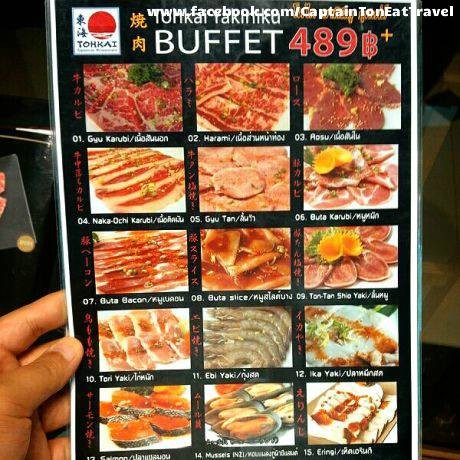 www.facebook.com/CaptainTonEatTravel
東海
TOHKAI
焼肉
Tohkai Yakiniku
BUFFET 489฿+
牛カルビ
ハラミ
ロース
01. Gyu Karubi/เนื้อสันนอก
02. Harami/เนื้อส่วนหน้าท้อง
03. Rosu/เนื้อสันใน
牛中落ちカルビ
牛タン塩焼き
豚カルビ
04. Naka-Ochi Karubi/เนื้อติดมัน
05. Gyu Tan/ลิ้นวัว
06. Buta Karubi/หมูหมัก
豚ベーコン
豚スライス
豚たん塩焼き
07. Buta Bacon/หมูเบคอน
08. Buta slice/หมูสไลด์บาง
09. Ton-Tan Shio Yaki/ลิ้นหมู
鳥もも焼き
エビ焼き
イカやき
10. Tori Yaki/ไก่หมัก
11. Ebi Yaki/กุ้งสด
12. Ika Yaki/ปลาหมึกสด
サーモン焼き
ムール貝
えりんぎ
13. Salmon/ปลาแซลมอน
14. Mussels (NZ)/หอยแมลงภู่นิวซีแลนด์
15. Eringi/เห็ดออรินจิ